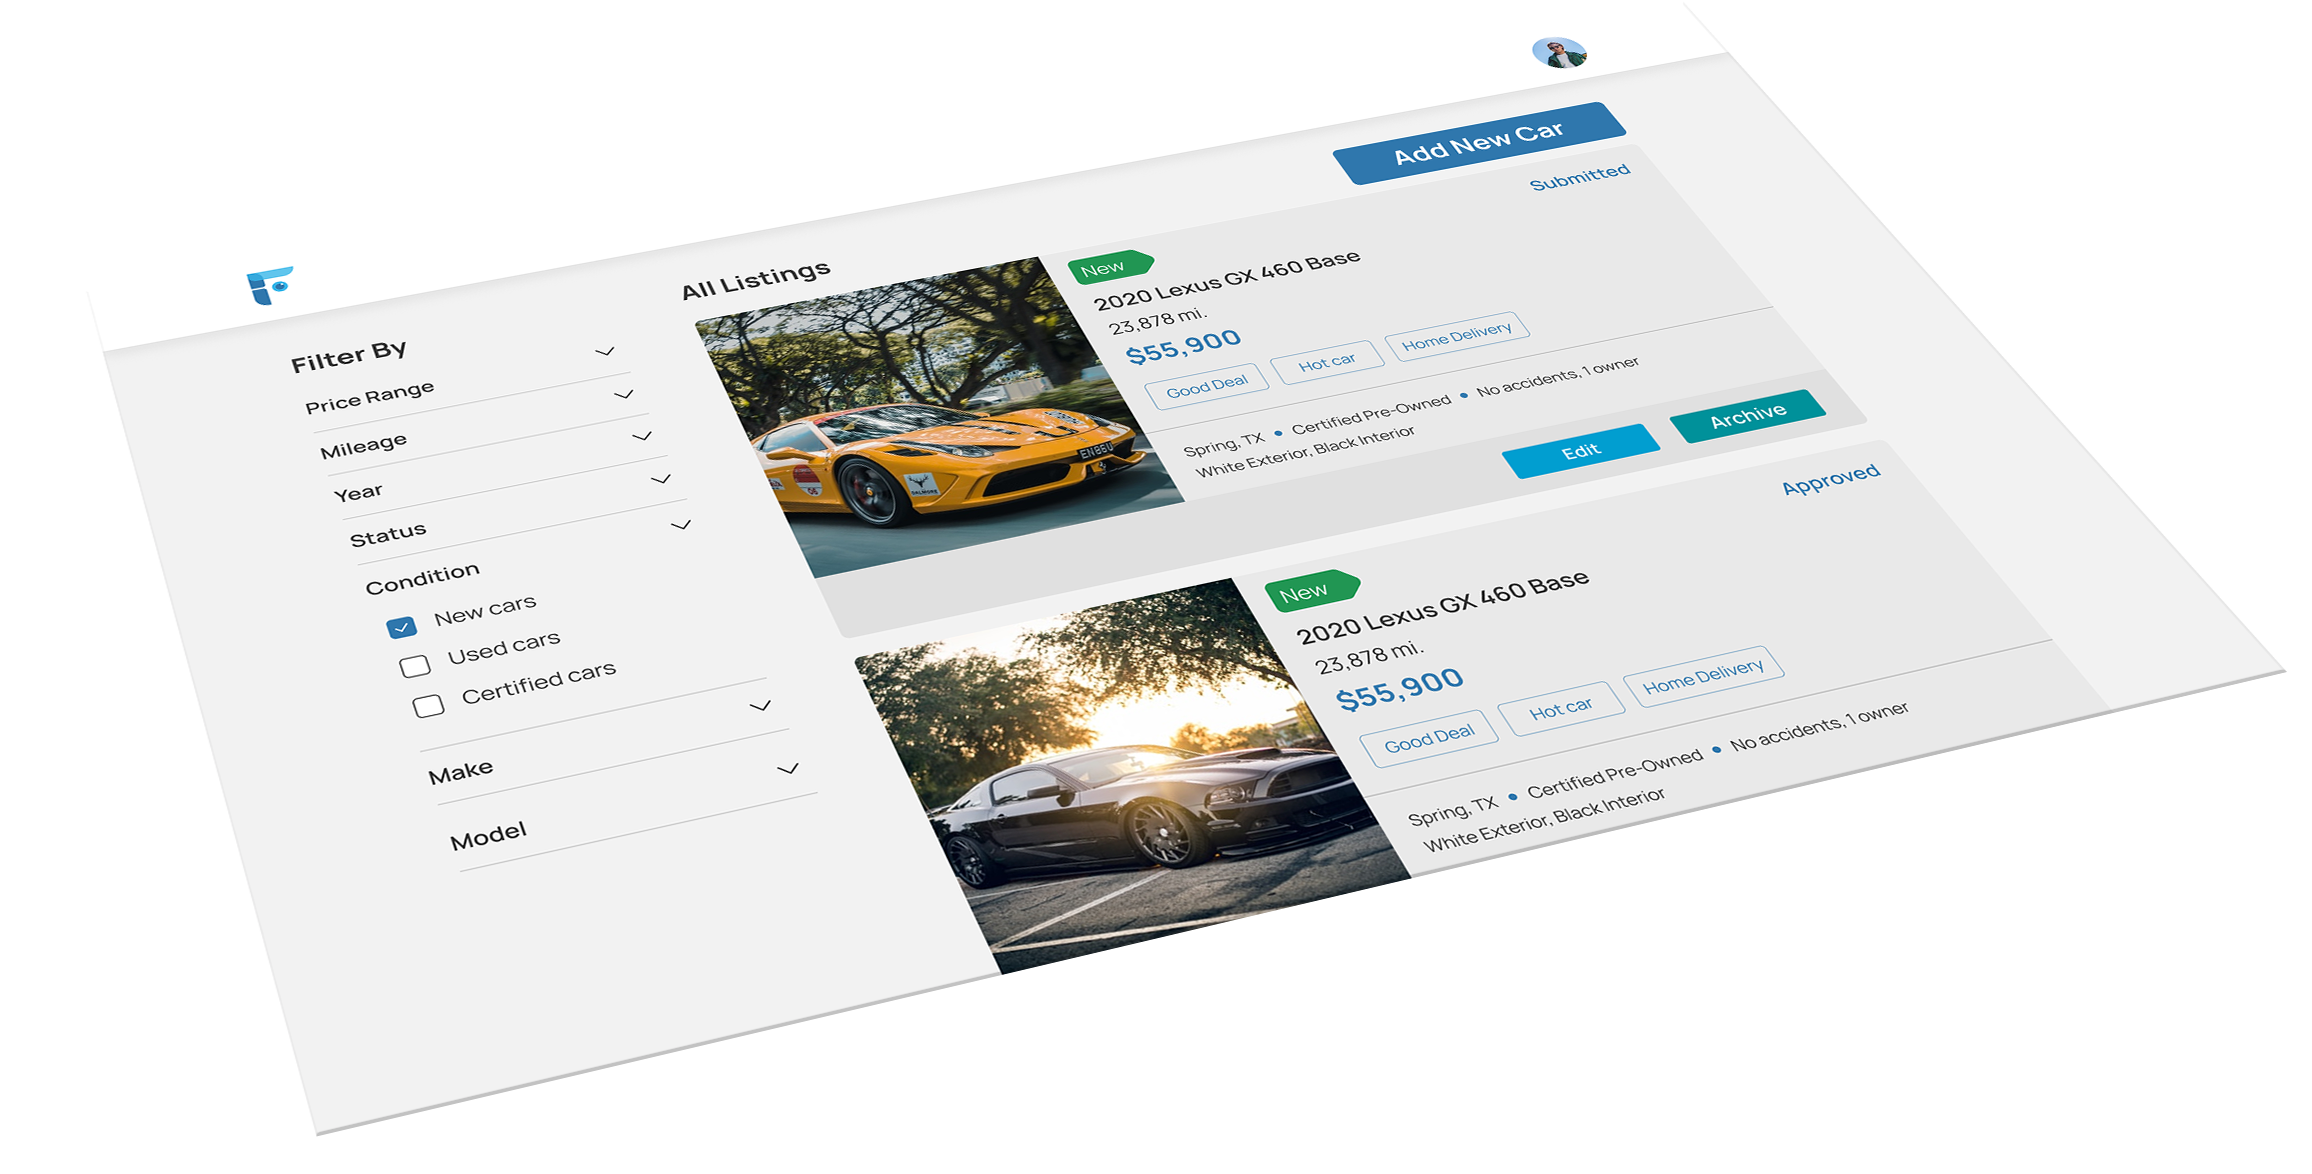 Add New Car
Filter By
Price Range
Mileage
Year
Status
Condition
New cars
Used cars
Certified cars
Make
Model
All Listings
Submitted
New
2020 Lexus GX 460 Base
23,878 mi.
$55,900
Good Deal
Hot car
Home Delivery
Spring, TX • Certified Pre-Owned • No accidents, 1 owner
White Exterior, Black Interior
Edit
Archive
DALMORE
Approved
New
2020 Lexus GX 460 Base
23,878 mi.
$55,900
Good Deal
Hot car
Home Delivery
Spring, TX • Certified Pre-Owned • No accidents, 1 owner
White Exterior, Black Interior